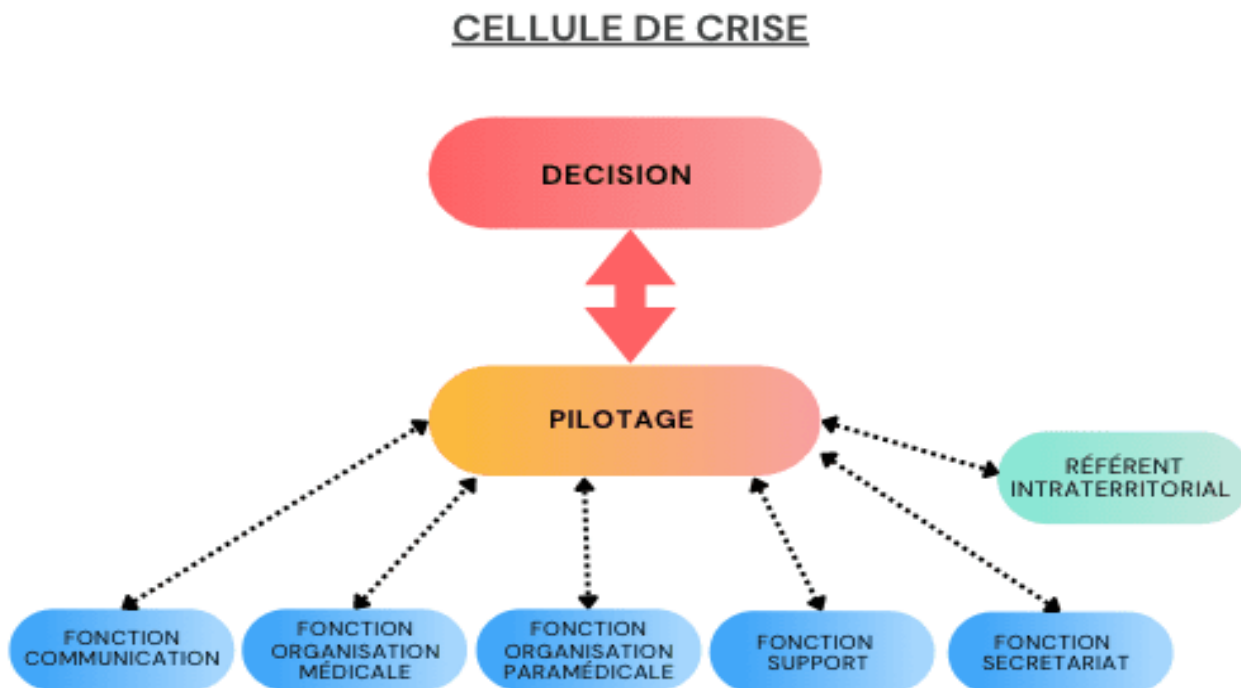 CELLULE DE CRISE
DECISION
PILOTAGE
RÉFÉRENT
INTRATERRITORIAL
FONCTION
COMMUNICATION
FONCTION
ORGANISATION
MÉDICALE
FONCTION
ORGANISATION
PARAMÉDICALE
FONCTION
SUPPORT
FONCTION
SECRETARIAT